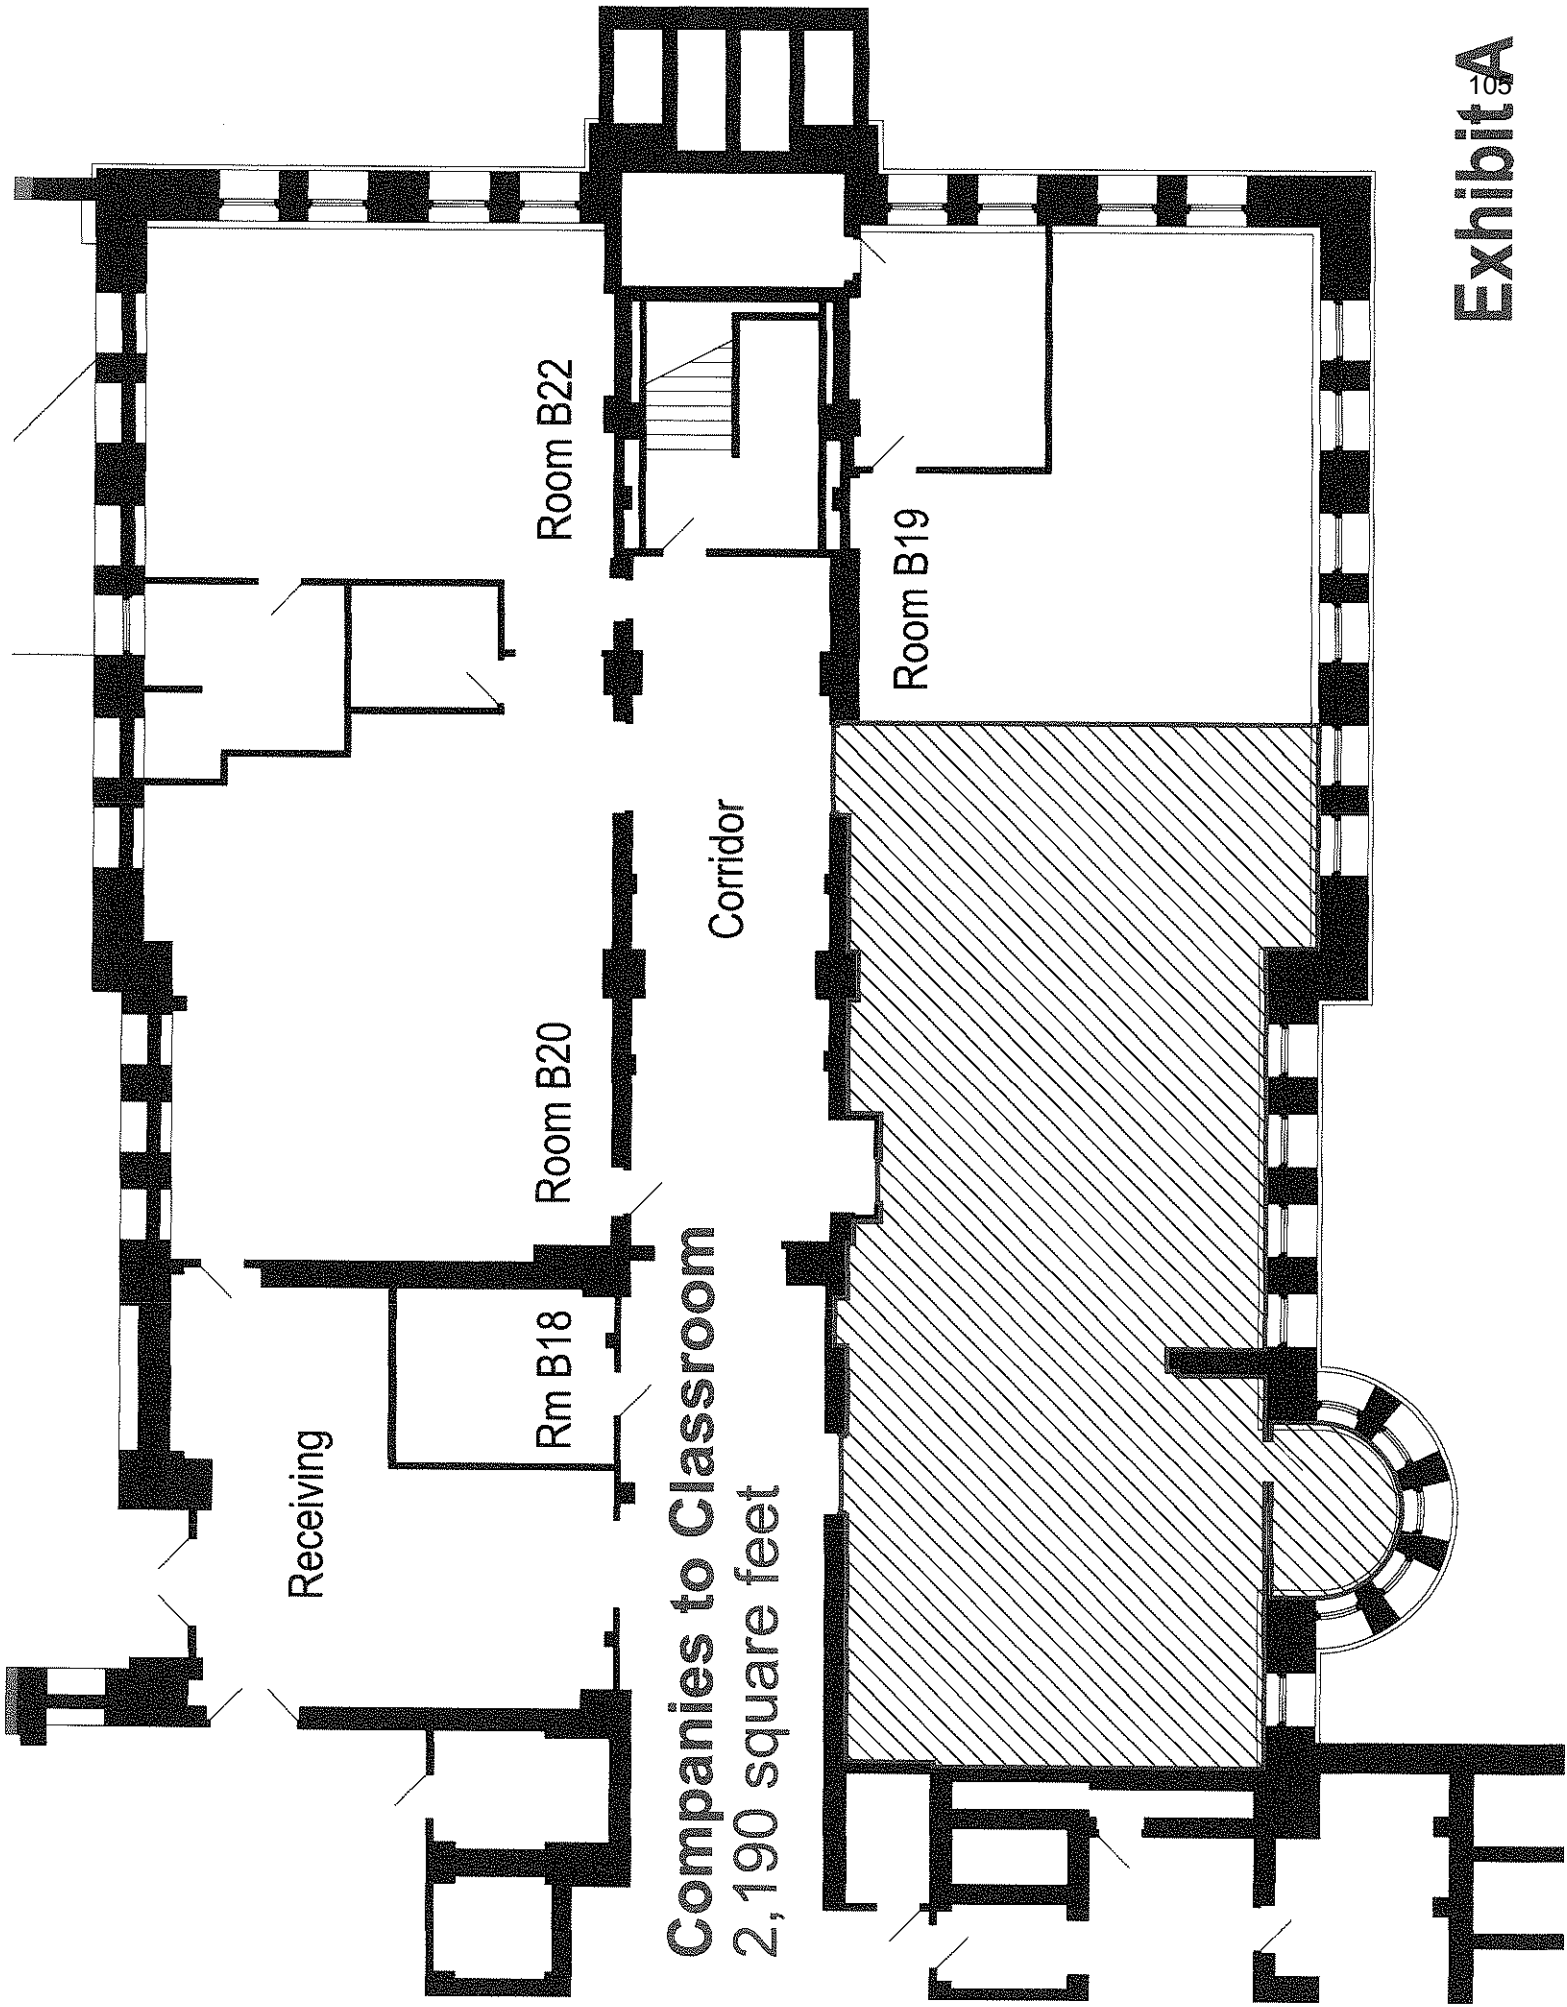 Exhibit A
105
Room B22
Room B19
Corridor
Room B20
Rm B18
Receiving
Companies to Classroom
2,190 square feet